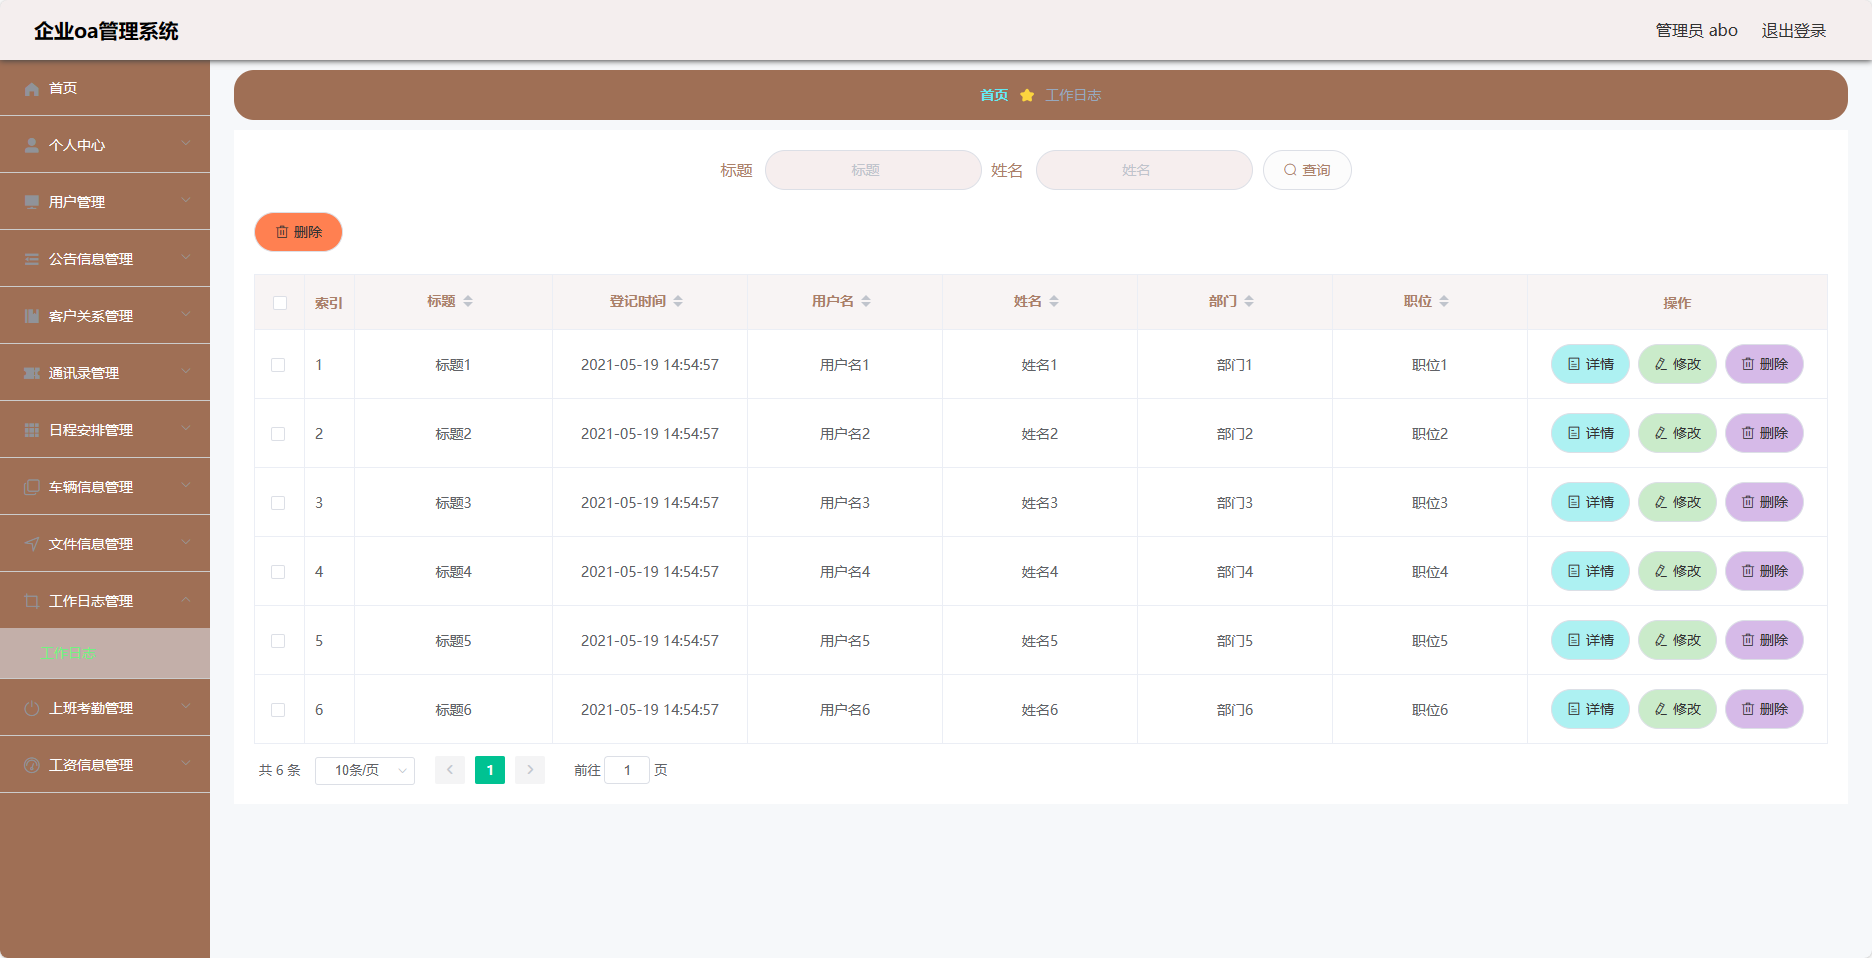 企业oa管理系统
管理员 abo 退出登录
首页
个人中心
用户管理
公告信息管理
客户关系管理
通讯录管理
日程安排管理
车辆信息管理
文件信息管理
工作日志管理
工作日志
上班考勤管理
工资信息管理
首页 工作日志
标题 标题 姓名 姓名 查询
删除
索引 标题 登记时间 用户名 姓名 部门 职位 操作
1 标题1 2021-05-19 14:54:57 用户名1 姓名1 部门1 职位1 详情 修改 删除
2 标题2 2021-05-19 14:54:57 用户名2 姓名2 部门2 职位2 详情 修改 删除
3 标题3 2021-05-19 14:54:57 用户名3 姓名3 部门3 职位3 详情 修改 删除
4 标题4 2021-05-19 14:54:57 用户名4 姓名4 部门4 职位4 详情 修改 删除
5 标题5 2021-05-19 14:54:57 用户名5 姓名5 部门5 职位5 详情 修改 删除
6 标题6 2021-05-19 14:54:57 用户名6 姓名6 部门6 职位6 详情 修改 删除
共 6 条 10条/页 1 前往 1 页